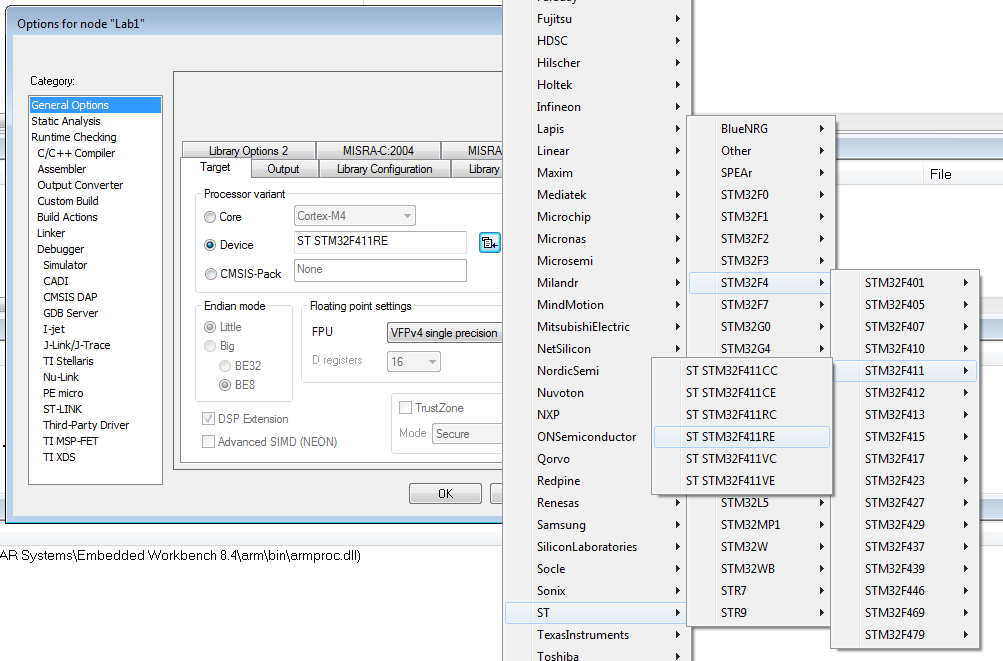 Options for node "Lab1"
Category:
General Options
Static Analysis
Runtime Checking
C/C++ Compiler
Assembler
Output Converter
Custom Build
Build Actions
Linker
Debugger
Simulator
CADI
CMSIS DAP
GDB Server
I-jet
J-Link/J-Trace
TI Stellaris
Nu-Link
PE micro
ST-LINK
Third-Party Driver
TI MSP-FET
TI XDS
Library Options 2
MISRA-C:2004
MISRA
Target
Output
Library Configuration
Library
Processor variant
Core
Cortex-M4
Device
ST STM32F411RE
CMSIS-Pack
None
Endian mode
Little
Big
BE32
BE8
Floating point settings
FPU
VFPv4 single precision
D registers
16
DSP Extension
Advanced SIMD (NEON)
TrustZone
Mode
Secure
OK
AR Systems\Embedded Workbench 8.4\arm\bin\armproc.dll)
Fujitsu
HDSC
Hilscher
Holtek
Infineon
Lapis
Linear
Maxim
Mediatek
Microchip
Micronas
Microsemi
Milandr
MindMotion
MitsubishiElectric
NetSilicon
NordicSemi
Nuvoton
NXP
ONSemiconductor
Qorvo
Redpine
Renesas
Samsung
SiliconLaboratories
Socle
Sonix
ST
TexasInstruments
Toshiba
BlueNRG
Other
SPEAr
STM32F0
STM32F1
STM32F2
STM32F3
STM32F4
STM32F7
STM32G0
STM32G4
STM32L5
STM32MP1
STM32W
STM32WB
STR7
STR9
ST STM32F411CC
ST STM32F411CE
ST STM32F411RC
ST STM32F411RE
ST STM32F411VC
ST STM32F411VE
File
STM32F401
STM32F405
STM32F407
STM32F410
STM32F411
STM32F412
STM32F413
STM32F415
STM32F417
STM32F423
STM32F427
STM32F429
STM32F437
STM32F439
STM32F446
STM32F469
STM32F479